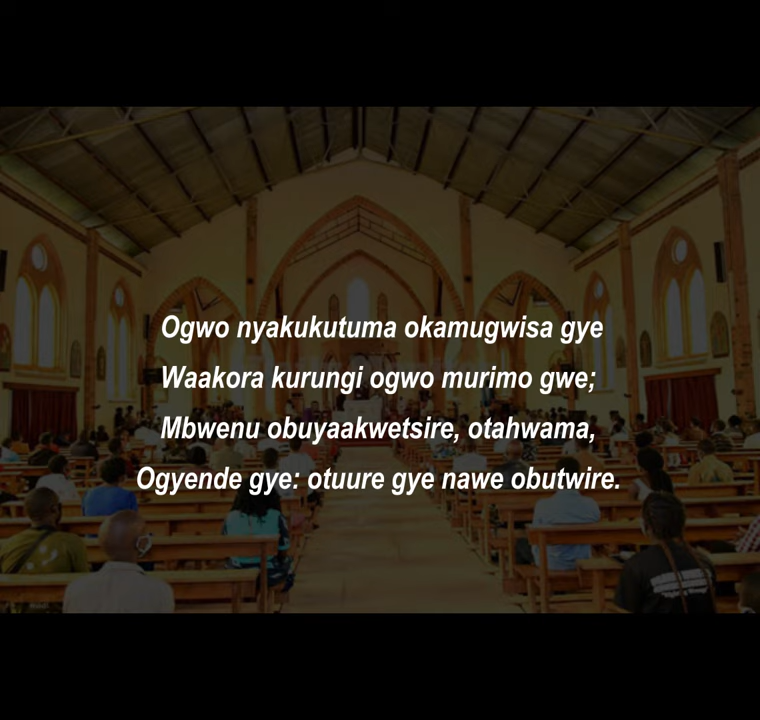 Ogwo nyakukutuma okamugwisa gye
Waakora kurungi ogwo murimo gwe;
Mbwenu obuyaakwetsire, otahwama,
Ogyende gye: otuure gye nawe obutwire.